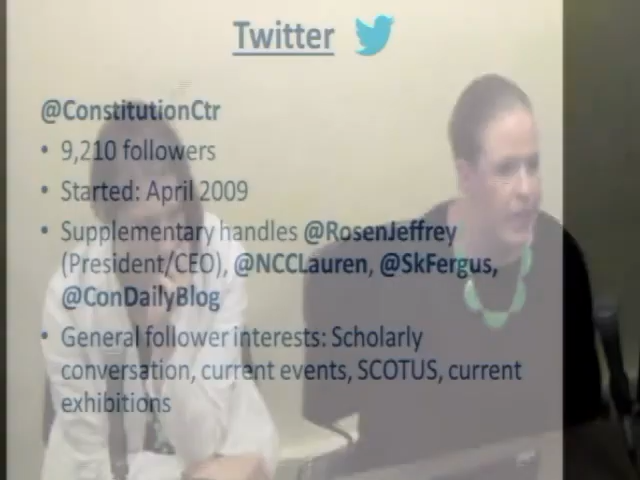 Twitter
@ConstitutionCtr
• 9,210 followers
• Started: April 2009
• Supplementary handles @RosenJeffrey
(President/CEO), @NCCLauren, @SkFergus,
@ConDailyBlog
• General follower interests: Scholarly
conversation, current events, SCOTUS, current
exhibitions